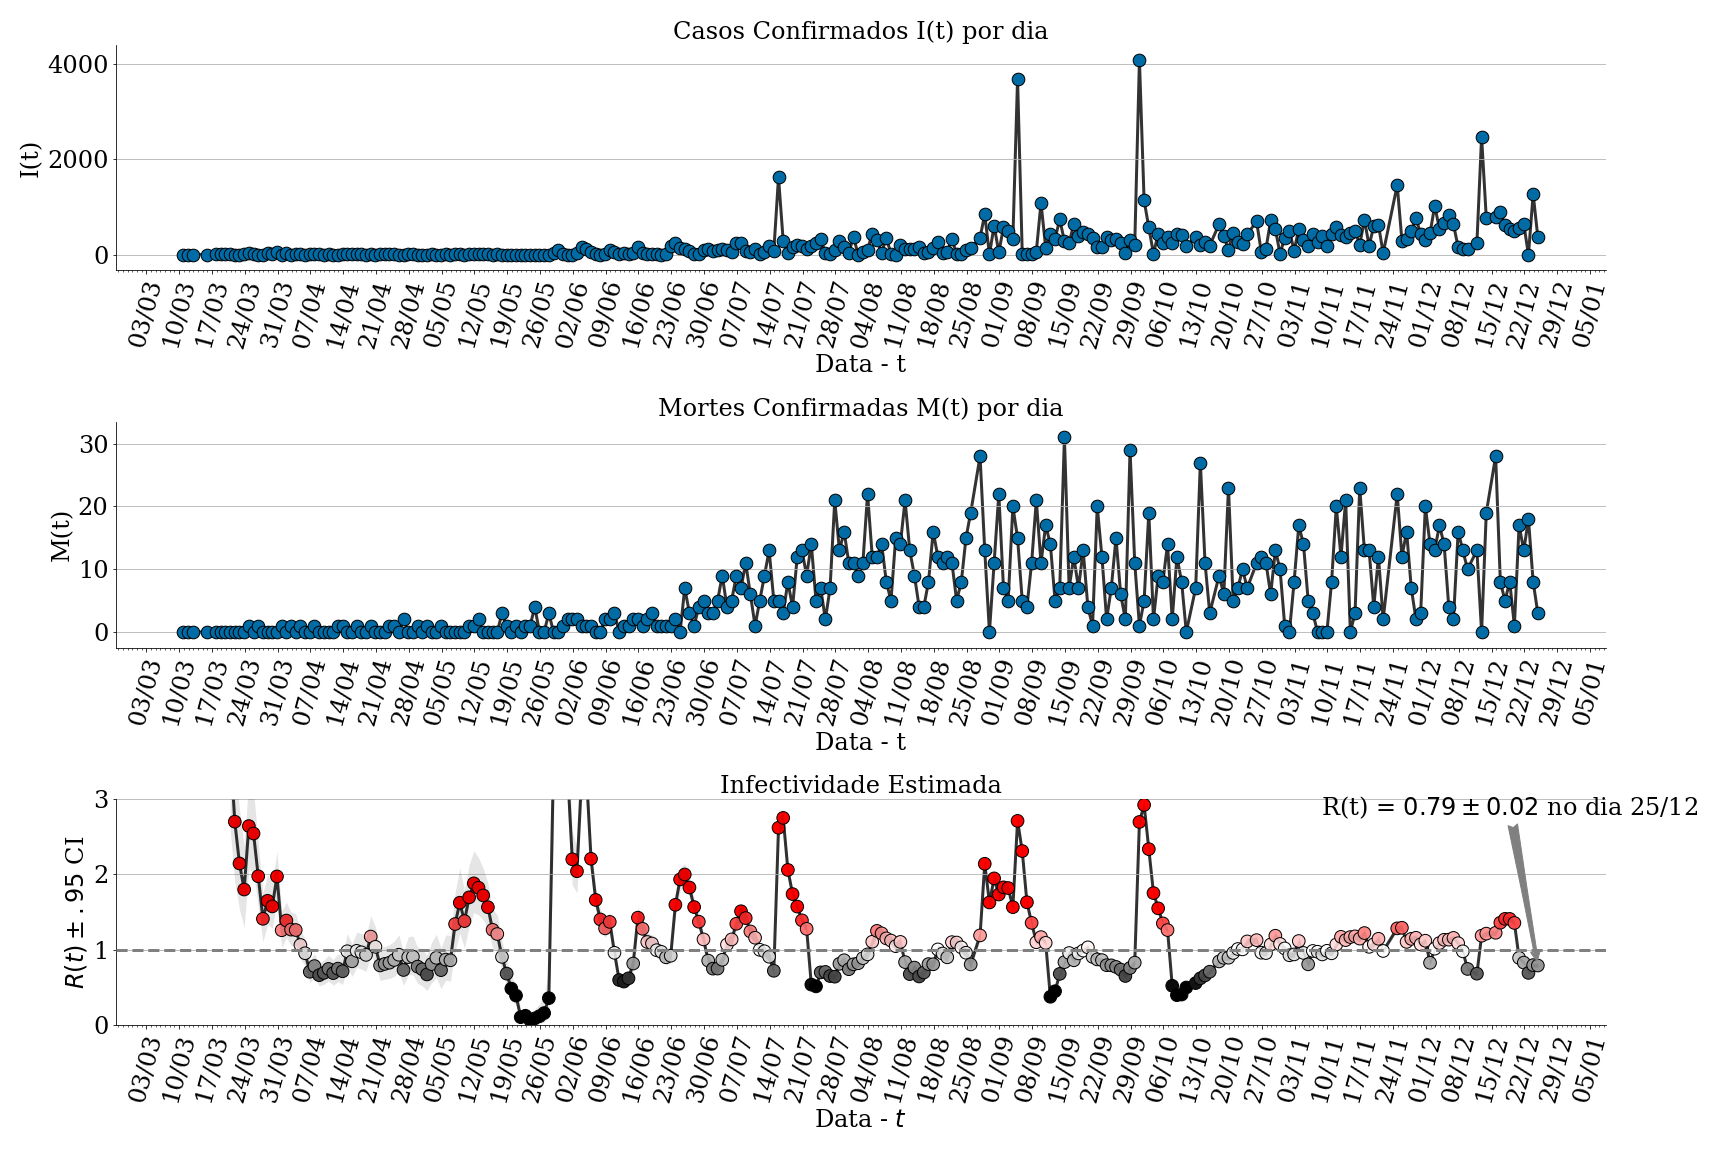 Casos Confirmados I(t) por dia
4000
2000
0
I(t)
03/03 10/03 17/03 24/03 31/03 07/04 14/04 21/04 28/04 05/05 12/05 19/05 26/05 02/06 09/06 16/06 23/06 30/06 07/07 14/07 21/07 28/07 04/08 11/08 18/08 25/08 01/09 08/09 15/09 22/09 29/09 06/10 13/10 20/10 27/10 03/11 10/11 17/11 24/11 01/12 08/12 15/12 22/12 29/12 05/01
Data - t
Mortes Confirmadas M(t) por dia
30
20
10
0
M(t)
03/03 10/03 17/03 24/03 31/03 07/04 14/04 21/04 28/04 05/05 12/05 19/05 26/05 02/06 09/06 16/06 23/06 30/06 07/07 14/07 21/07 28/07 04/08 11/08 18/08 25/08 01/09 08/09 15/09 22/09 29/09 06/10 13/10 20/10 27/10 03/11 10/11 17/11 24/11 01/12 08/12 15/12 22/12 29/12 05/01
Data - t
Infectividade Estimada
R(t) = 0.79 ± 0.02 no dia 25/12
3
2
1
0
R(t) ± .95 CI
03/03 10/03 17/03 24/03 31/03 07/04 14/04 21/04 28/04 05/05 12/05 19/05 26/05 02/06 09/06 16/06 23/06 30/06 07/07 14/07 21/07 28/07 04/08 11/08 18/08 25/08 01/09 08/09 15/09 22/09 29/09 06/10 13/10 20/10 27/10 03/11 10/11 17/11 24/11 01/12 08/12 15/12 22/12 29/12 05/01
Data - t